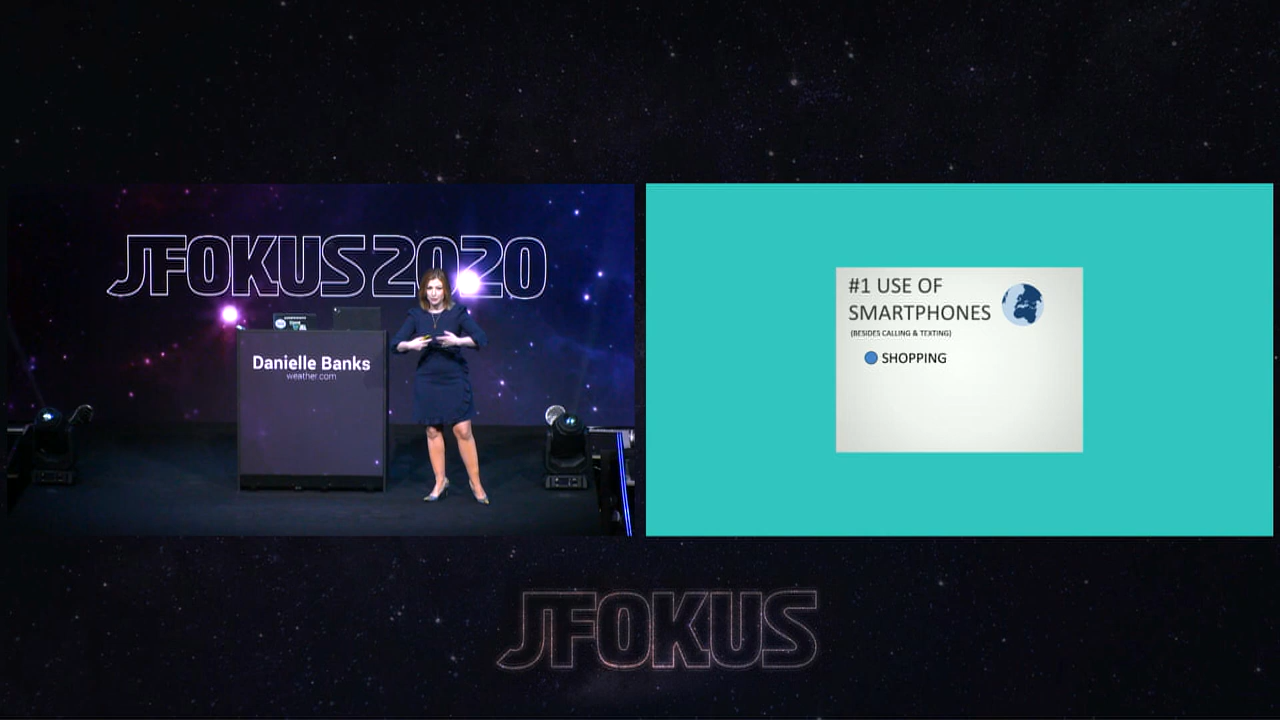 JFOKUS 2020
Danielle Banks
weather.com
#1 USE OF
SMARTPHONES
(BESIDES CALLING & TEXTING)
SHOPPING
JFOKUS